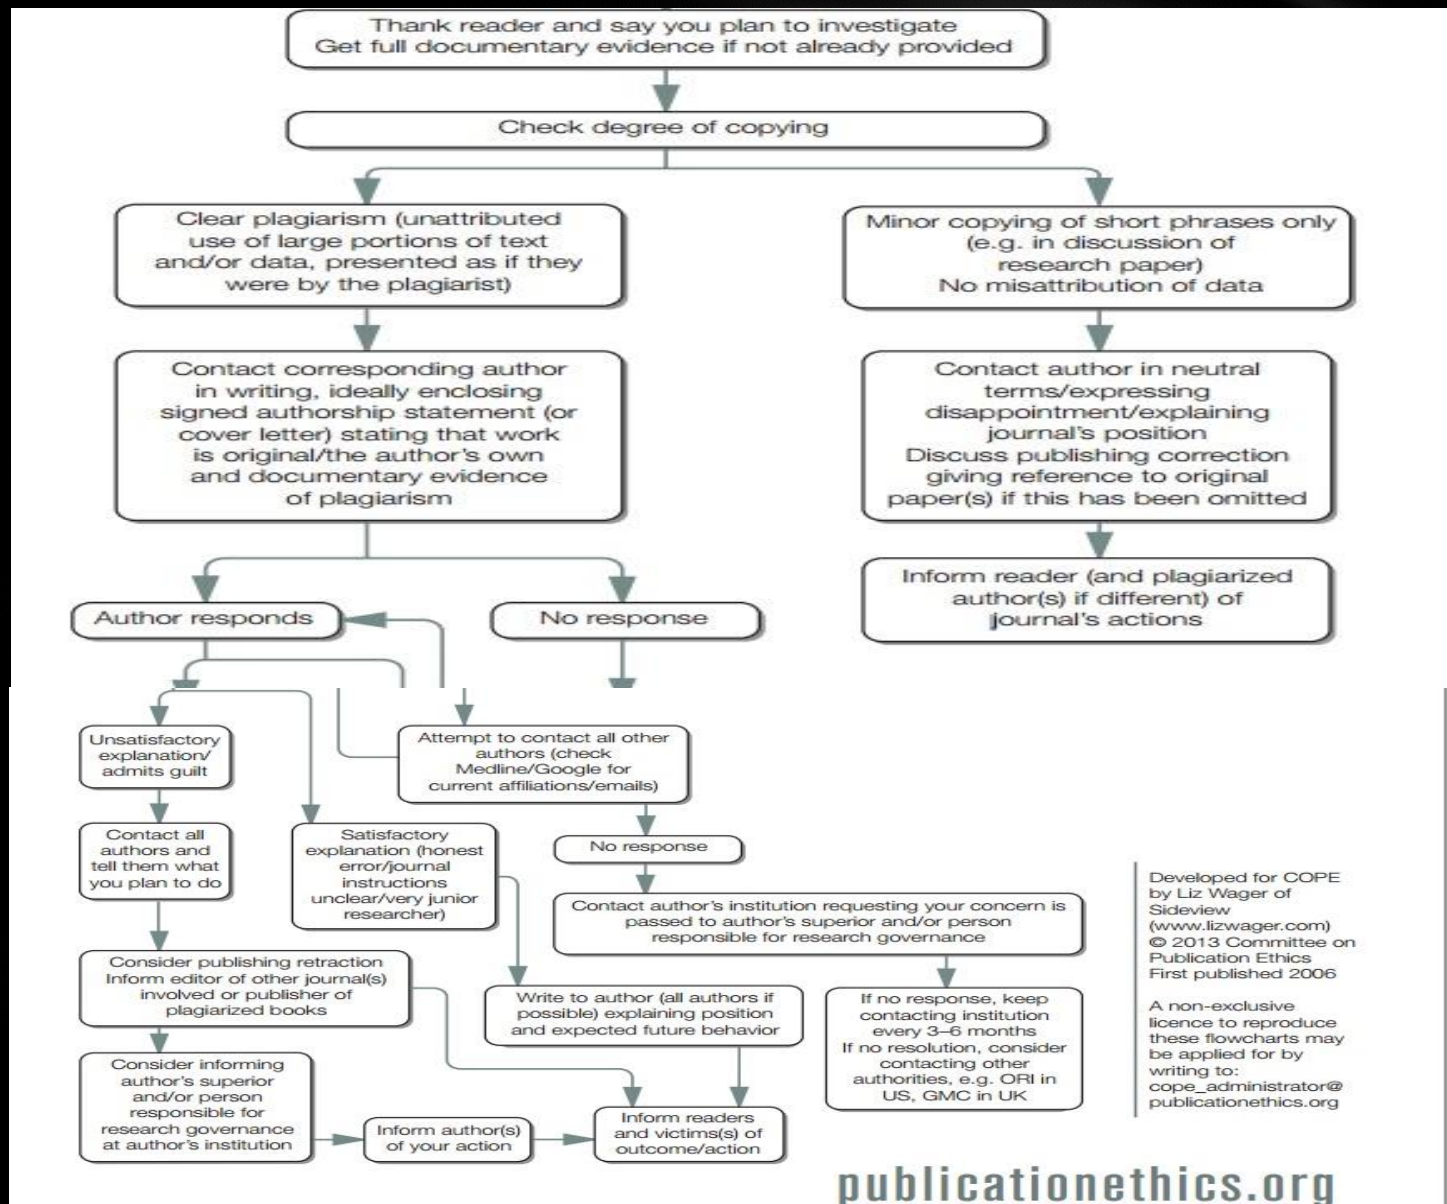 Thank reader and say you plan to investigate
Get full documentary evidence if not already provided
Check degree of copying
Clear plagiarism (unattributed
use of large portions of text
and/or data, presented as if they
were by the plagiarist)
Minor copying of short phrases only
(e.g. in discussion of
research paper)
No misattribution of data
Contact corresponding author
in writing, ideally enclosing
signed authorship statement (or
cover letter) stating that work
is original/the author's own
and documentary evidence
of plagiarism
Contact author in neutral
terms/expressing
disappointment/explaining
journal's position
Discuss publishing correction
giving reference to original
paper(s) if this has been omitted
Author responds
No response
Inform reader (and plagiarized
author(s) if different) of
journal's actions
Unsatisfactory
explanation/
admits guilt
Attempt to contact all other
authors (check
Medline/Google for
current affiliations/emails)
Contact all
authors and
tell them what
you plan to do
Satisfactory
explanation (honest
error/journal
instructions
unclear/very junior
researcher)
No response
Contact author's institution requesting your concern is
passed to author's superior and/or person
responsible for research governance
Consider publishing retraction
Inform editor of other journal(s)
involved or publisher of
plagiarized books
Write to author (all authors if
possible) explaining position
and expected future behavior
If no response, keep
contacting institution
every 3–6 months
If no resolution, consider
contacting other
authorities, e.g. ORI in
US, GMC in UK
Consider informing
author's superior
and/or person
responsible for
research governance
at author's institution
Inform author(s)
of your action
Inform readers
and victims(s) of
outcome/action
Developed for COPE
by Liz Wager of
Sideview
(www.lizwager.com)
© 2013 Committee on
Publication Ethics
First published 2006
A non-exclusive
licence to reproduce
these flowcharts may
be applied for by
writing to:
cope_administrator@
publicationethics.org
publicationethics.org